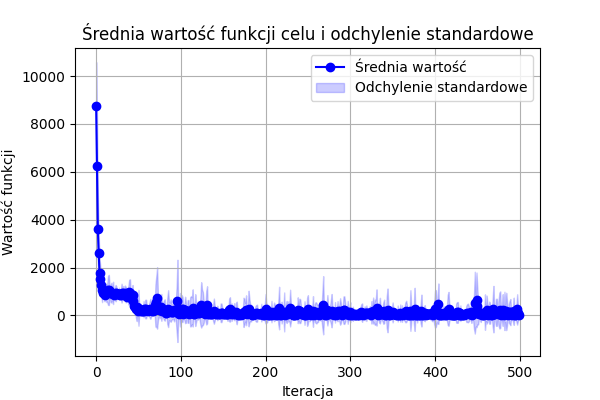 Średnia wartość funkcji celu i odchylenie standardowe
Średnia wartość
Odchylenie standardowe
Wartość funkcji
10000
8000
6000
4000
2000
0
0 100 200 300 400 500
Iteracja